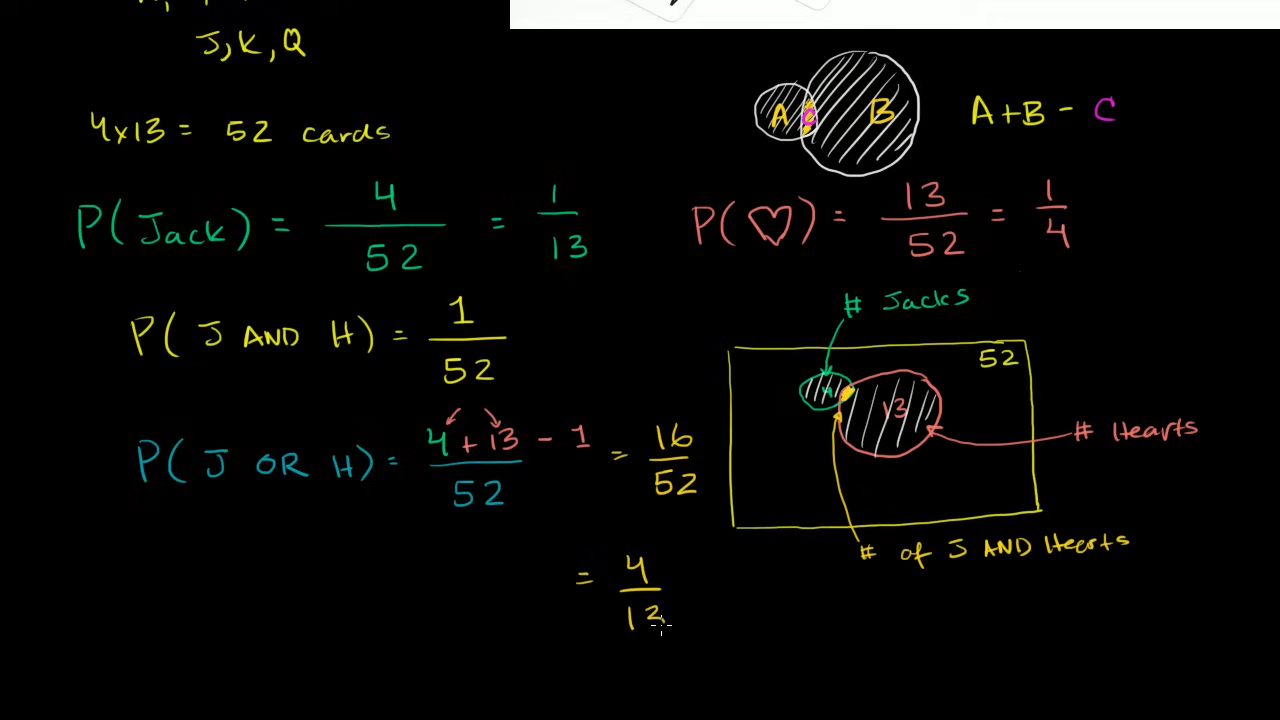 J, K, Q
4x13 = 52 cards
A C B A+B - C
P(Jack) = 4/52 = 1/13
P(♡) = 13/52 = 1/4
P(J AND H) = 1/52
P(J OR H) = 4+13-1/52 = 16/52
= 4/13
# Jacks
52
4 13
# Hearts
# of J AND Hearts